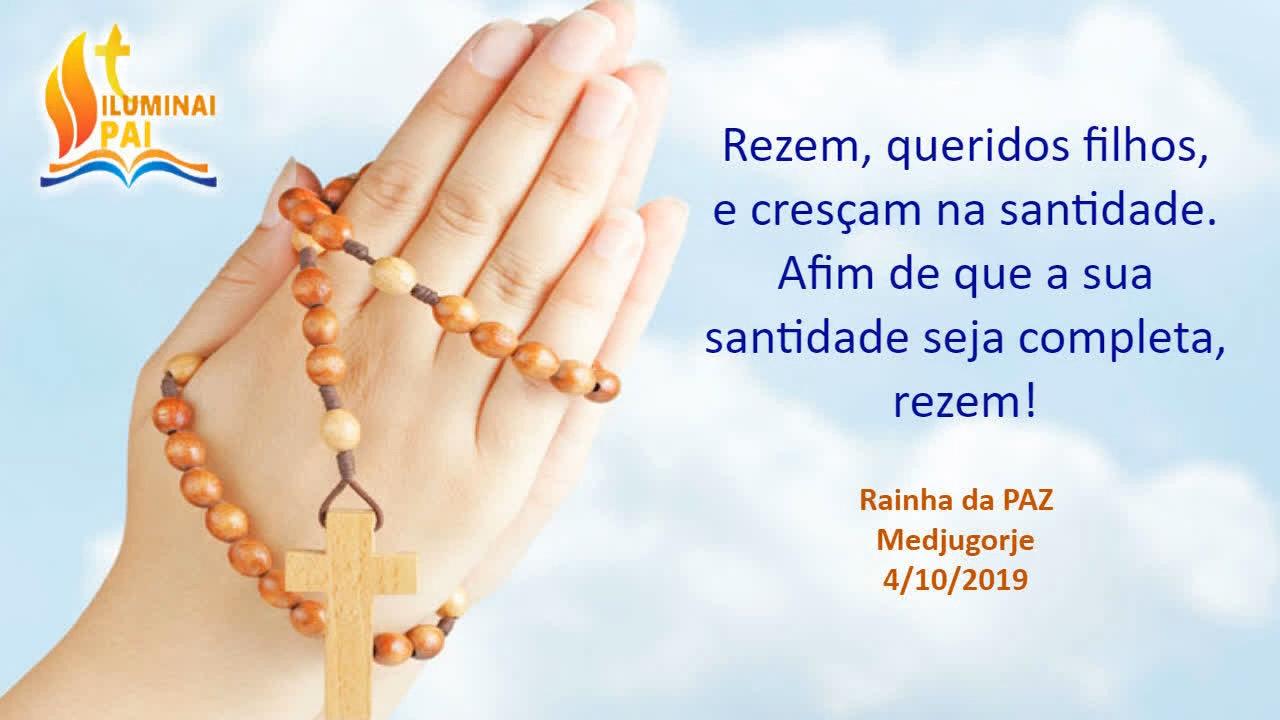 ILUMINAI
PAI
Rezem, queridos filhos,
e cresçam na santidade.
Afim de que a sua
santidade seja completa,
rezem!
Rainha da PAZ
Medjugorje
4/10/2019